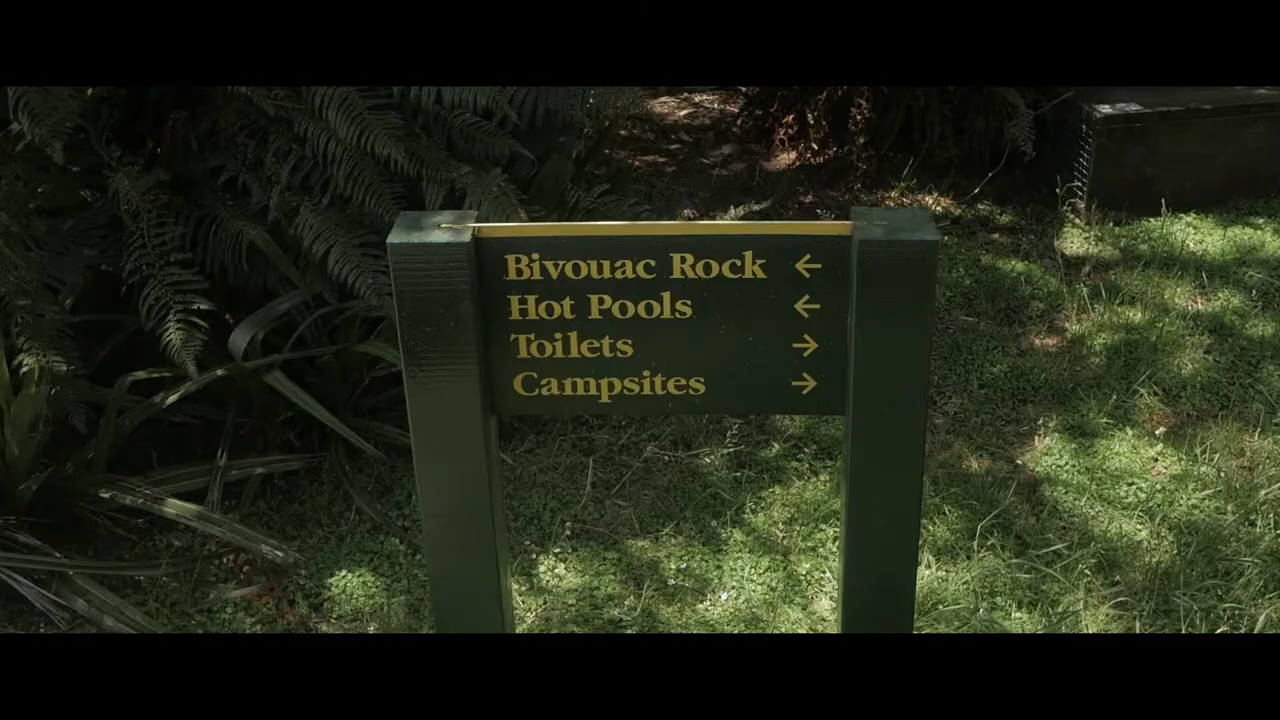 Bivouac Rock ←
Hot Pools ←
Toilets →
Campsites →